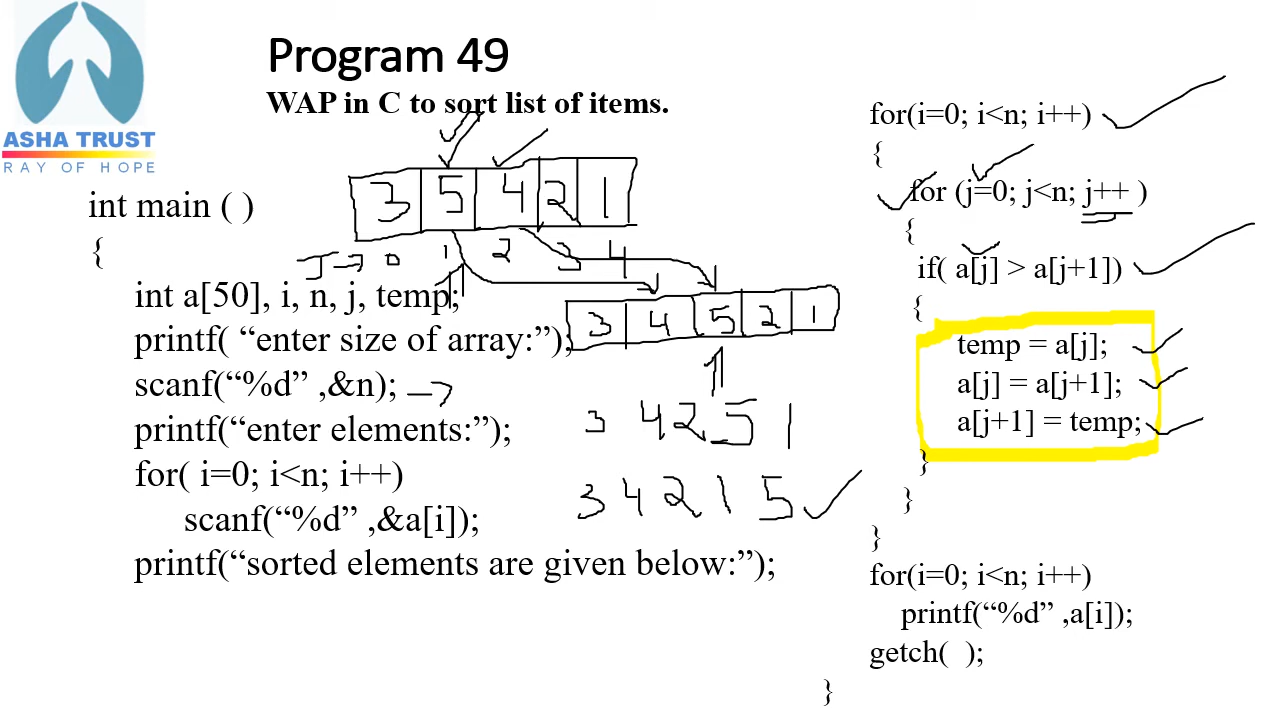 ASHA TRUST
RAY OF HOPE
Program 49
WAP in C to sort list of items.
3 5 4 2 1
J → 0 1 2 3 4
3 4 5 2 1
3 4 2 5 1
3 4 2 1 5
int main ( )
{
int a[50], i, n, j, temp;
printf( “enter size of array:”);
scanf(“%d” ,&n);
printf(“enter elements:”);
for( i=0; i<n; i++)
scanf(“%d” ,&a[i]);
printf(“sorted elements are given below:”);
for(i=0; i<n; i++)
{
for (j=0; j<n; j++ )
{
if( a[j] > a[j+1])
{
temp = a[j];
a[j] = a[j+1];
a[j+1] = temp;
}
}
}
for(i=0; i<n; i++)
printf(“%d” ,a[i]);
getch( );
}